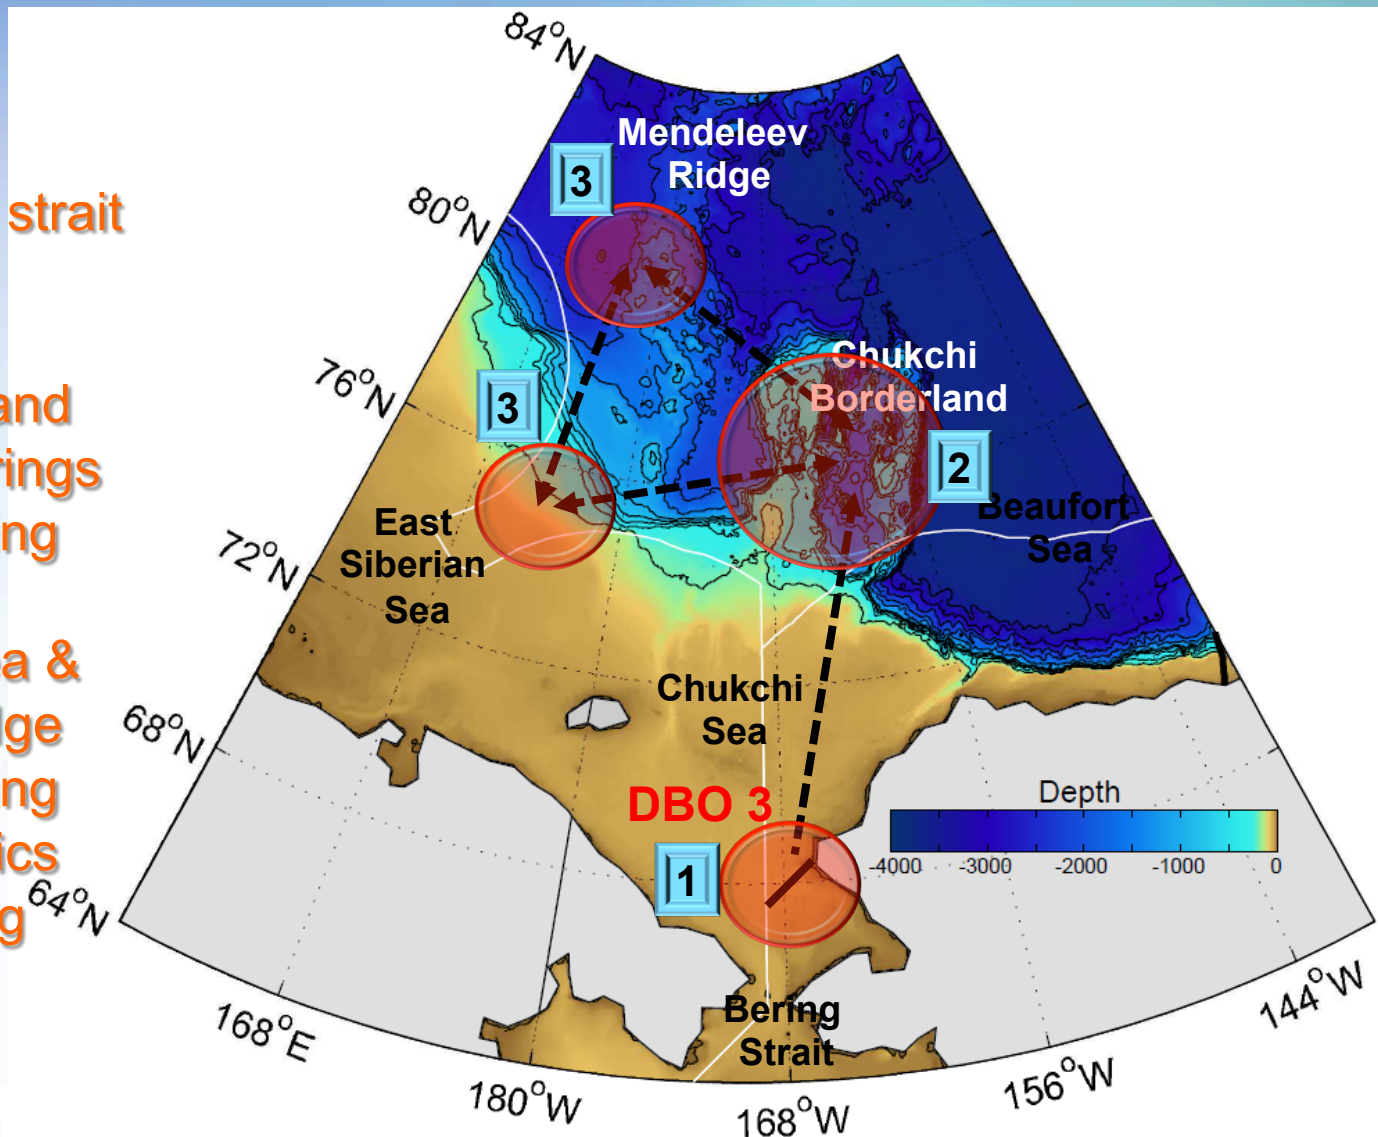 strait
and
rings
ng
a &
dge
ng
ics
g
84°N
80°N
76°N
72°N
68°N
64°N
168°E
180°W
168°W
156°W
144°W
Mendeleev
Ridge
3
Chukchi
Borderland
3
2
East
Siberian
Sea
Beaufort
Sea
Chukchi
Sea
DBO 3
1
Depth
-4000 -3000 -2000 -1000 0
Bering
Strait